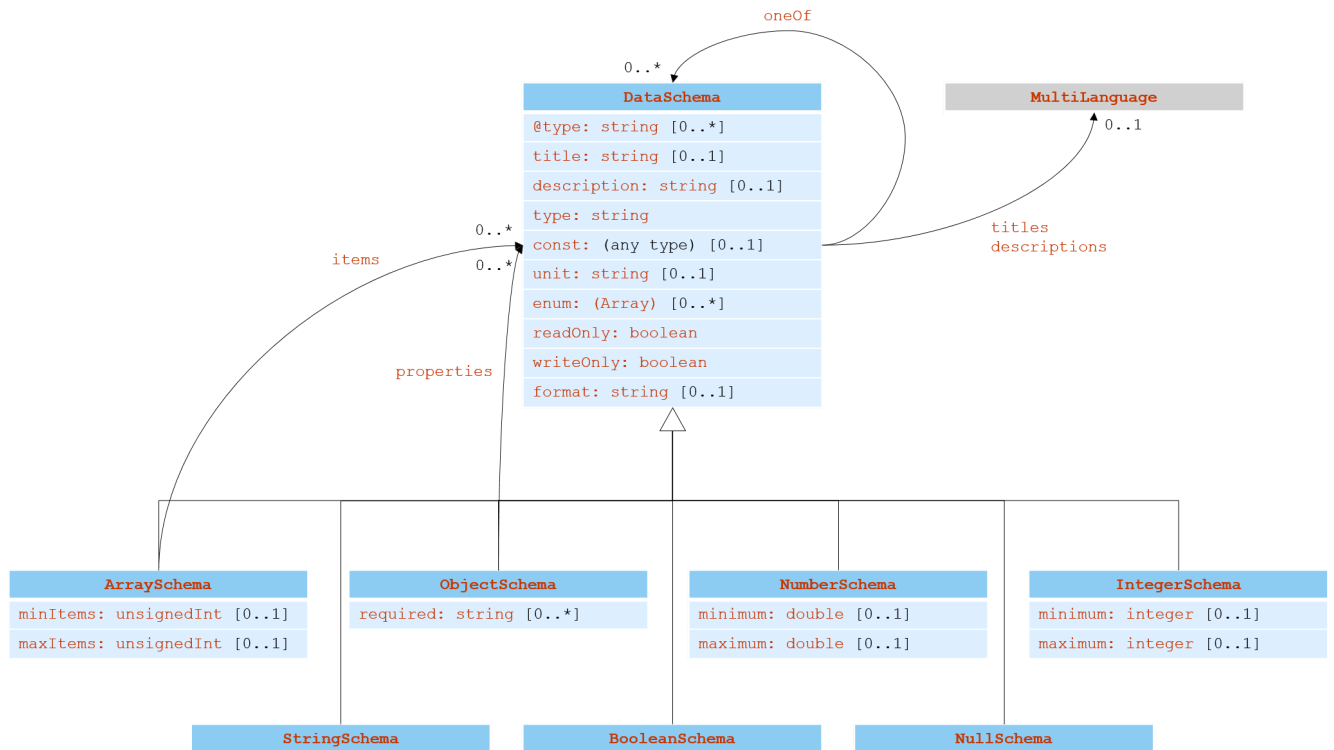 oneOf
0..*
DataSchema
MultiLanguage
@type: string [0..*]
0..1
title: string [0..1]
description: string [0..1]
type: string
0..*
titles
const: (any type) [0..1]
descriptions
items
0..*
unit: string [0..1]
enum: (Array) [0..*]
readOnly: boolean
writeOnly: boolean
properties
format: string [0..1]
ArraySchema
ObjectSchema
NumberSchema
IntegerSchema
minItems: unsignedInt [0..1]
required: string [0..*]
minimum: double [0..1]
minimum: integer [0..1]
maxItems: unsignedInt [0..1]
maximum: double [0..1]
maximum: integer [0..1]
StringSchema
BooleanSchema
NullSchema